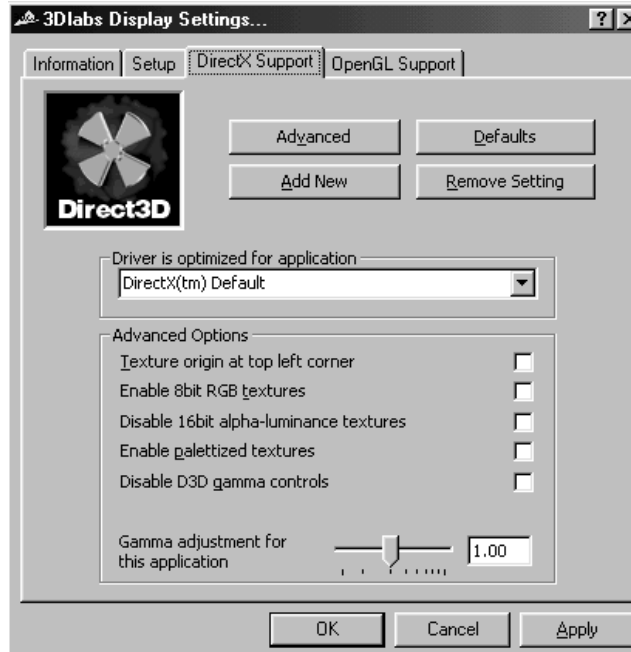 3Dlabs Display Settings...
Information Setup DirectX Support OpenGL Support
Direct3D
Advanced Defaults
Add New Remove Setting
Driver is optimized for application
DirectX(tm) Default
Advanced Options
Texture origin at top left corner
Enable 8bit RGB textures
Disable 16bit alpha-luminance textures
Enable palettized textures
Disable D3D gamma controls
Gamma adjustment for
this application
1.00
OK Cancel Apply